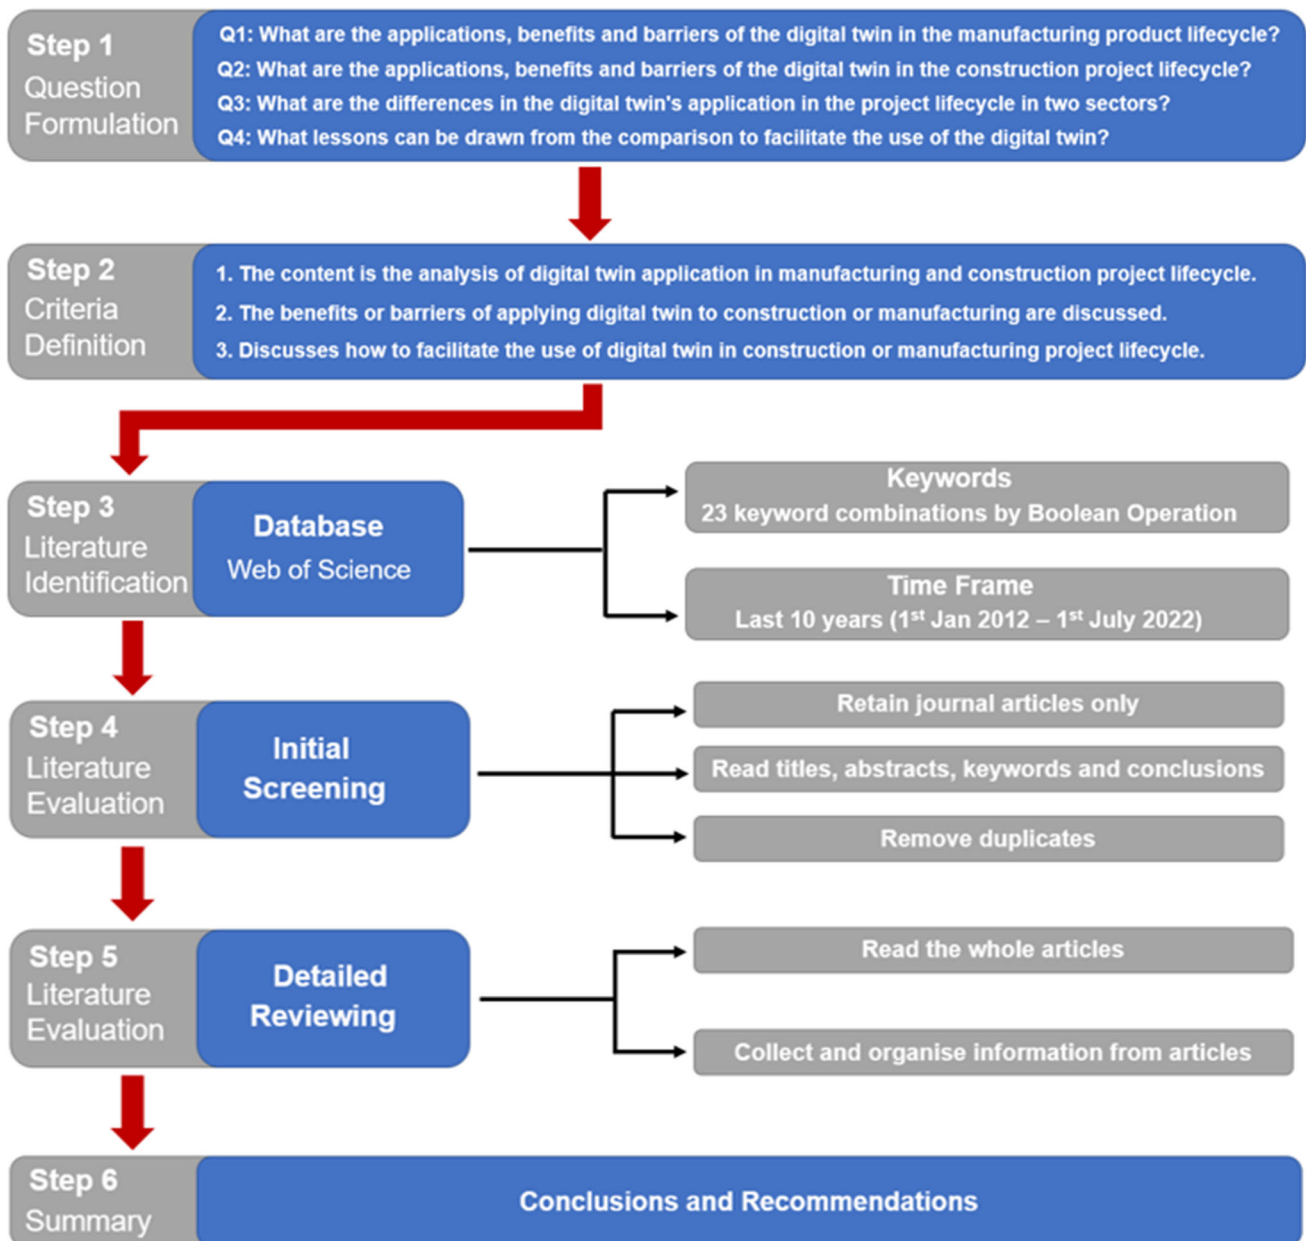 Step 1
Question
Formulation
Q1: What are the applications, benefits and barriers of the digital twin in the manufacturing product lifecycle?
Q2: What are the applications, benefits and barriers of the digital twin in the construction project lifecycle?
Q3: What are the differences in the digital twin's application in the project lifecycle in two sectors?
Q4: What lessons can be drawn from the comparison to facilitate the use of the digital twin?
Step 2
Criteria
Definition
1. The content is the analysis of digital twin application in manufacturing and construction project lifecycle.
2. The benefits or barriers of applying digital twin to construction or manufacturing are discussed.
3. Discusses how to facilitate the use of digital twin in construction or manufacturing project lifecycle.
Step 3
Literature
Identification
Database
Web of Science
Keywords
23 keyword combinations by Boolean Operation
Time Frame
Last 10 years (1st Jan 2012 – 1st July 2022)
Step 4
Literature
Evaluation
Initial
Screening
Retain journal articles only
Read titles, abstracts, keywords and conclusions
Remove duplicates
Step 5
Literature
Evaluation
Detailed
Reviewing
Read the whole articles
Collect and organise information from articles
Step 6
Summary
Conclusions and Recommendations